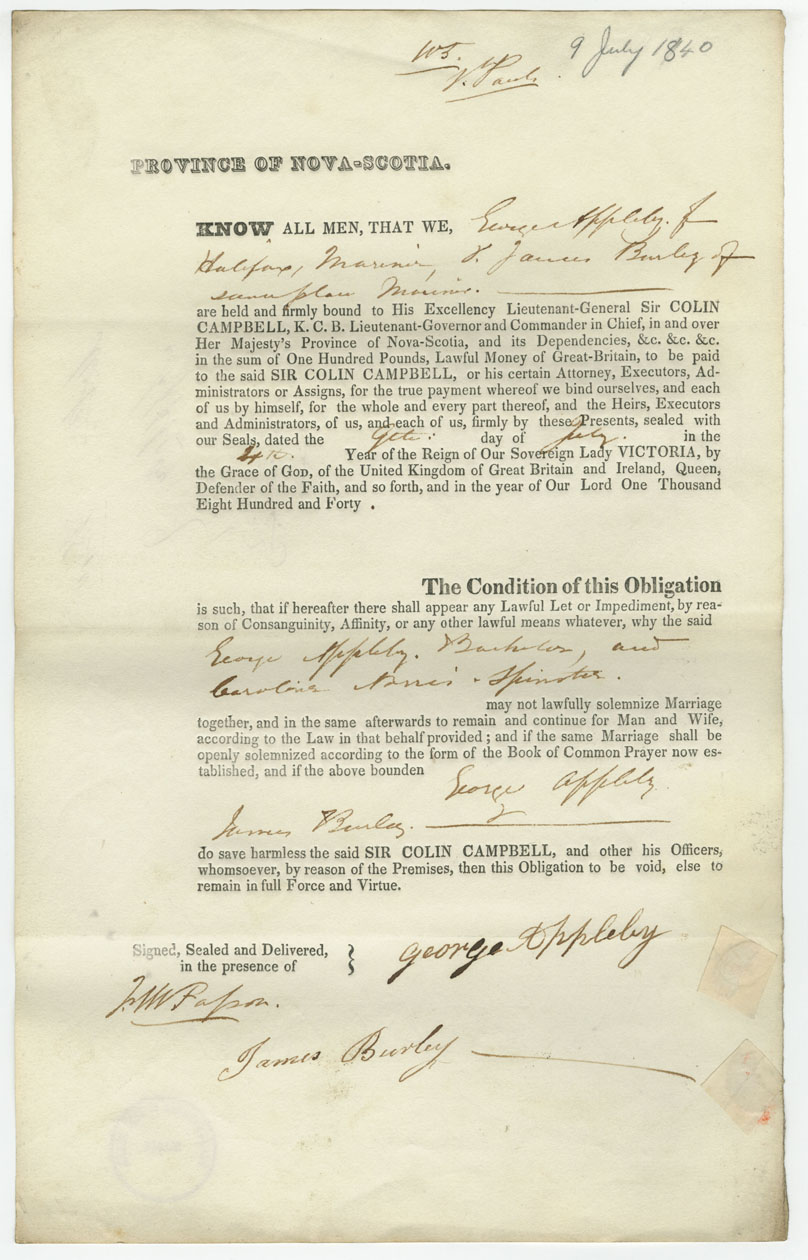 9 July 1840
St. Pauls
PROVINCE OF NOVA-SCOTIA.
KNOW ALL MEN, THAT WE, George Appleby of
Halifax, Mariner, & James Burley of
same place Mariner.
are held and firmly bound to His Excellency Lieutenant-General Sir COLIN
CAMPBELL, K. C. B. Lieutenant-Governor and Commander in Chief, in and over
Her Majesty's Province of Nova-Scotia, and its Dependencies, &c. &c. &c.
in the sum of One Hundred Pounds, Lawful Money of Great-Britain, to be paid
to the said SIR COLIN CAMPBELL, or his certain Attorney, Executors, Ad-
ministrators or Assigns, for the true payment whereof we bind ourselves, and each
of us by himself, for the whole and every part thereof, and the Heirs, Executors
and Administrators, of us, and each of us, firmly by these Presents, sealed with
our Seals, dated the 9th: day of July. in the
4th. Year of the Reign of Our Sovereign Lady VICTORIA, by
the Grace of GOD, of the United Kingdom of Great Britain and Ireland, Queen,
Defender of the Faith, and so forth, and in the year of Our Lord One Thousand
Eight Hundred and Forty .
The Condition of this Obligation
is such, that if hereafter there shall appear any Lawful Let or Impediment, by rea-
son of Consanguinity, Affinity, or any other lawful means whatever, why the said
George Appleby. Bachelor, and
Caroline Norris - Spinster.
may not lawfully solemnize Marriage
together, and in the same afterwards to remain and continue for Man and Wife,
according to the Law in that behalf provided ; and if the same Marriage shall be
openly solemnized according to the form of the Book of Common Prayer now es-
tablished, and if the above bounden George Appleby
James Burley.
do save harmless the said SIR COLIN CAMPBELL, and other his Officers,
whomsoever, by reason of the Premises, then this Obligation to be void, else to
remain in full Force and Virtue.
Signed, Sealed and Delivered,
in the presence of
george Appleby
James Burley